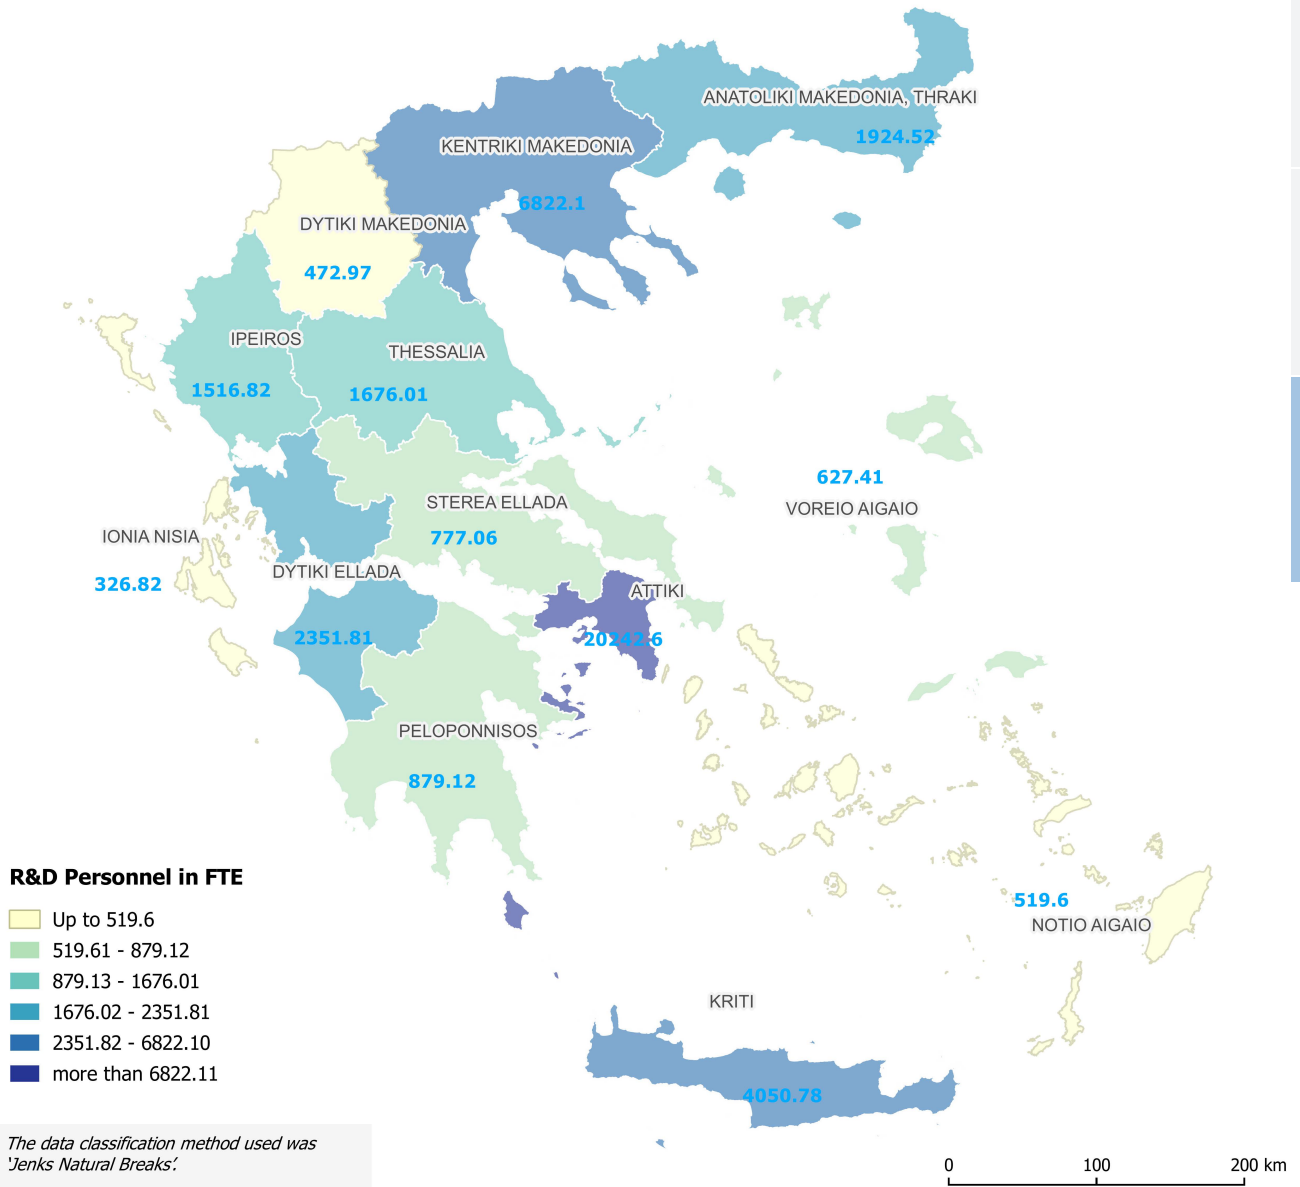 ANATOLIKI MAKEDONIA, THRAKI
1924.52
KENTRIKI MAKEDONIA
6822.1
DYTIKI MAKEDONIA
472.97
IPEIROS
1516.82
THESSALIA
1676.01
627.41
VOREIO AIGAIO
STEREA ELLADA
777.06
IONIA NISIA
326.82
DYTIKI ELLADA
2351.81
ATTIKI
20242.6
PELOPONNISOS
879.12
519.6
NOTIO AIGAIO
KRITI
4050.78
R&D Personnel in FTE
Up to 519.6
519.61 - 879.12
879.13 - 1676.01
1676.02 - 2351.81
2351.82 - 6822.10
more than 6822.11
The data classification method used was
'Jenks Natural Breaks'.
0 100 200 km